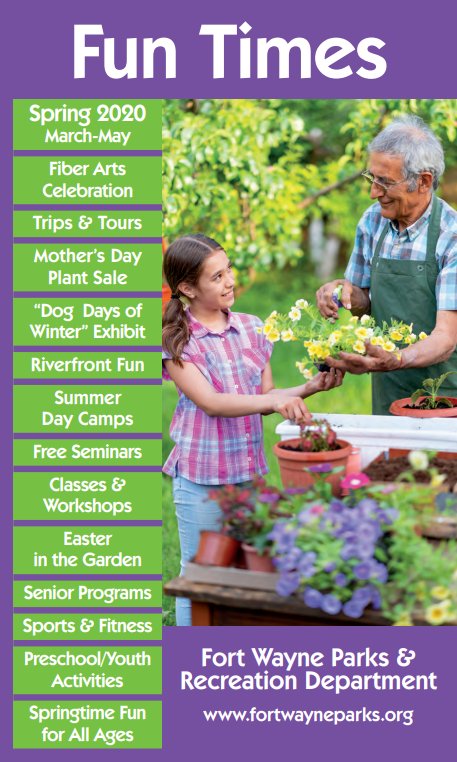 Fun Times
Spring 2020
March-May
Fiber Arts
Celebration
Trips & Tours
Mother's Day
Plant Sale
"Dog Days of
Winter" Exhibit
Riverfront Fun
Summer
Day Camps
Free Seminars
Classes &
Workshops
Easter
in the Garden
Senior Programs
Sports & Fitness
Preschool/Youth
Activities
Springtime Fun
for All Ages
Fort Wayne Parks &
Recreation Department
www.fortwayneparks.org